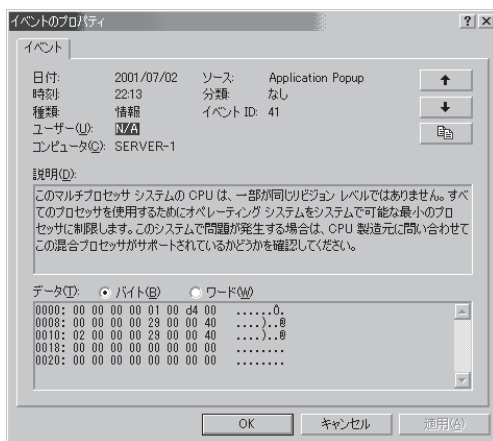 イベントのプロパティ
イベント
日付: 2001/07/02 ソース: Application Popup
時刻: 22:13 分類: なし
種類: 情報 イベント ID: 41
ユーザー(U): N/A
コンピュータ(C): SERVER-1
説明(D):
このマルチプロセッサ システムの CPU は、一部が同じリビジョン レベルではありません。すべ
てのプロセッサを使用するためにオペレーティング システムをシステムで可能な最小のプロ
セッサに制限します。このシステムで問題が発生する場合は、CPU 製造元に問い合わせて
この混合プロセッサがサポートされているかどうかを確認してください。
データ(T): バイト(B) ワード(W)
0000: 00 00 00 00 01 00 d4 00 ......Ô.
0008: 00 00 00 00 29 00 00 40 ....)..@
0010: 02 00 00 00 29 00 00 40 ....)..@
0018: 00 00 00 00 00 00 00 00 ........
0020: 00 00 00 00 00 00 00 00 ........
OK キャンセル 適用(A)